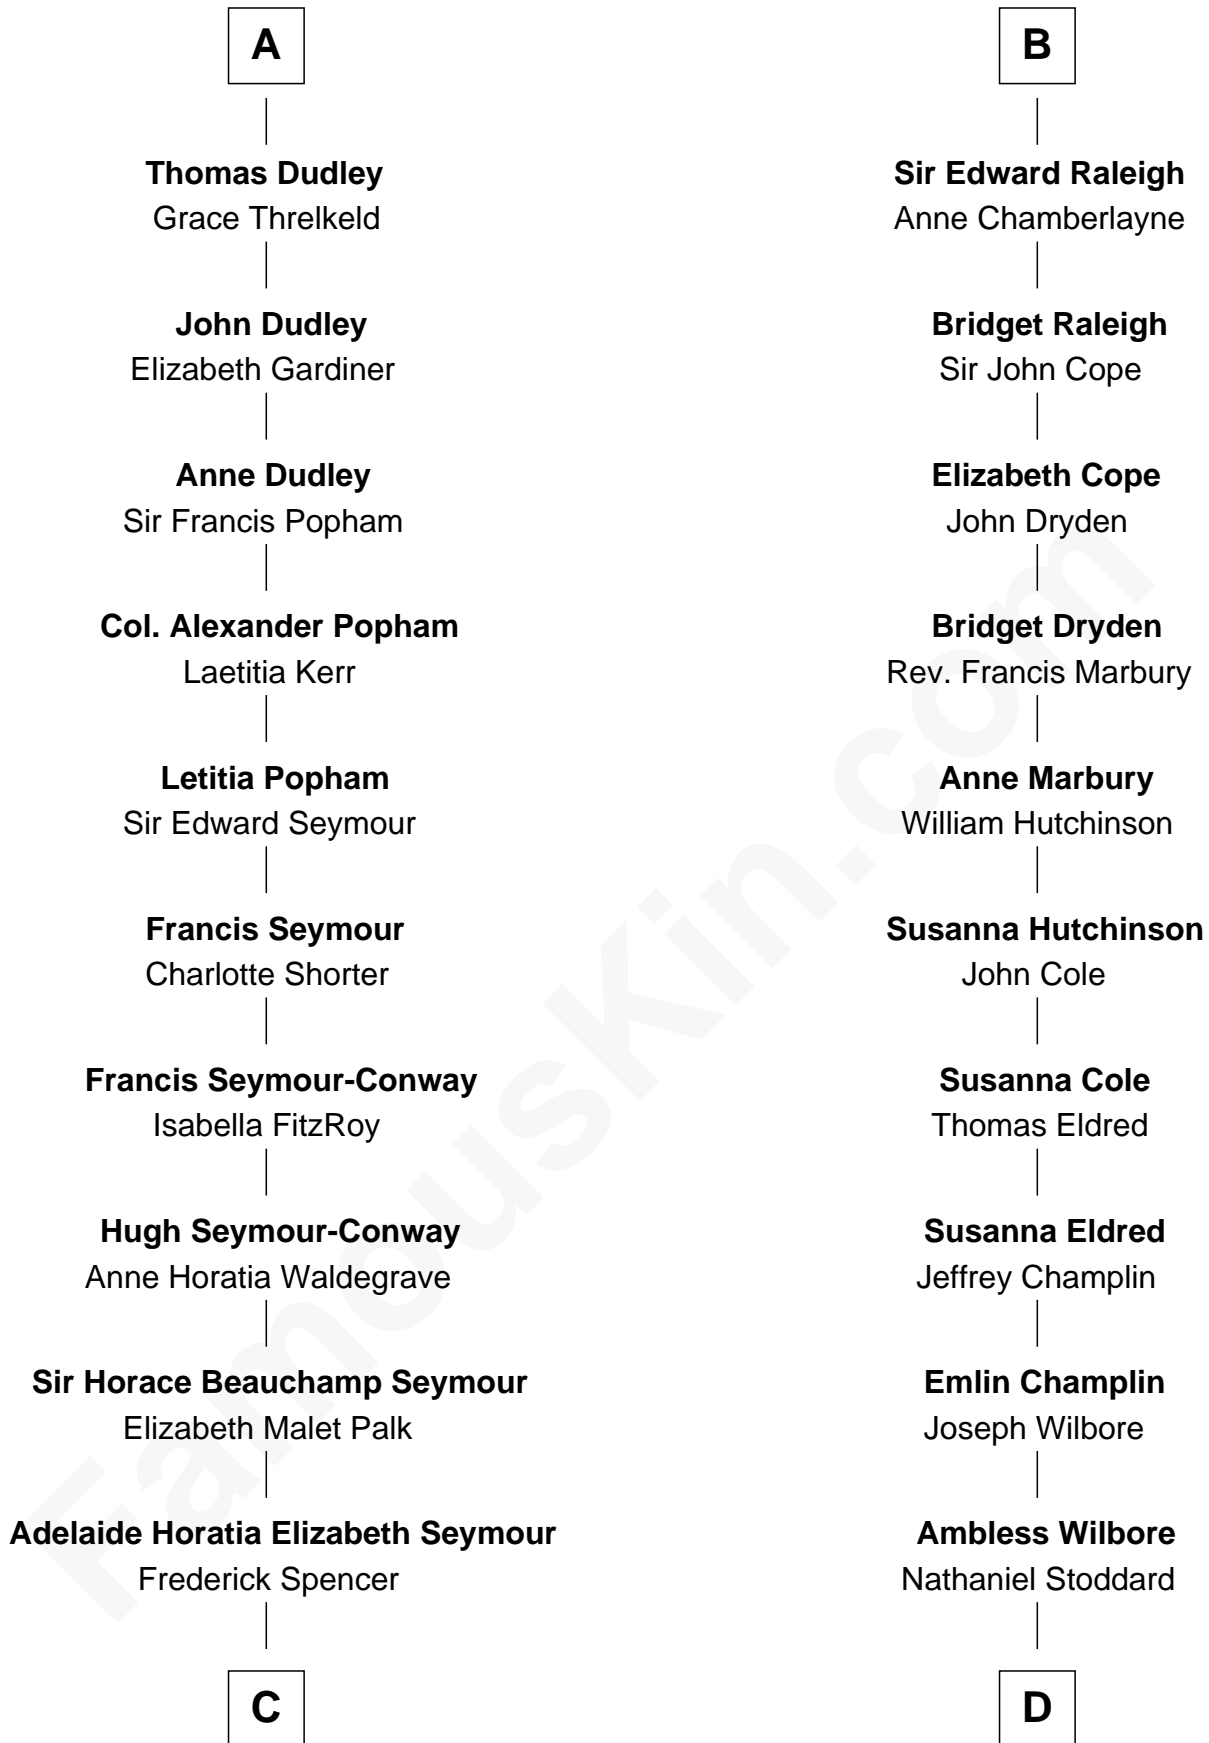 A
Thomas Dudley
Grace Threlkeld
John Dudley
Elizabeth Gardiner
Anne Dudley
Sir Francis Popham
Col. Alexander Popham
Laetitia Kerr
Letitia Popham
Sir Edward Seymour
Francis Seymour
Charlotte Shorter
Francis Seymour-Conway
Isabella FitzRoy
Hugh Seymour-Conway
Anne Horatia Waldegrave
Sir Horace Beauchamp Seymour
Elizabeth Malet Palk
Adelaide Horatia Elizabeth Seymour
Frederick Spencer
C
B
Sir Edward Raleigh
Anne Chamberlayne
Bridget Raleigh
Sir John Cope
Elizabeth Cope
John Dryden
Bridget Dryden
Rev. Francis Marbury
Anne Marbury
William Hutchinson
Susanna Hutchinson
John Cole
Susanna Cole
Thomas Eldred
Susanna Eldred
Jeffrey Champlin
Emlin Champlin
Joseph Wilbore
Ambless Wilbore
Nathaniel Stoddard
D
FamousKin.com